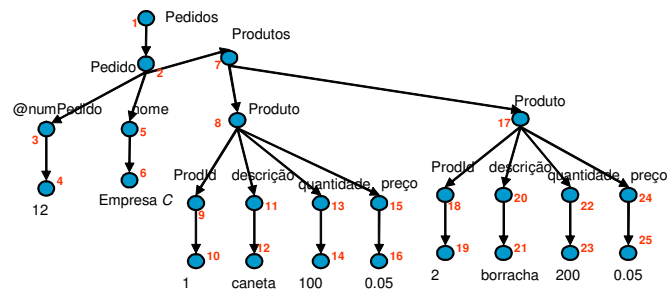 Pedidos
1
Produtos
Pedido
2
7
@numPedido
nome
Produto
Produto
3
5
8
17
4
6
ProdId
descrição
quantidade
preço
ProdId
descrição
quantidade
preço
12
Empresa C
9
11
13
15
18
20
22
24
10
12
14
16
19
21
23
25
1
caneta
100
0.05
2
borracha
200
0.05